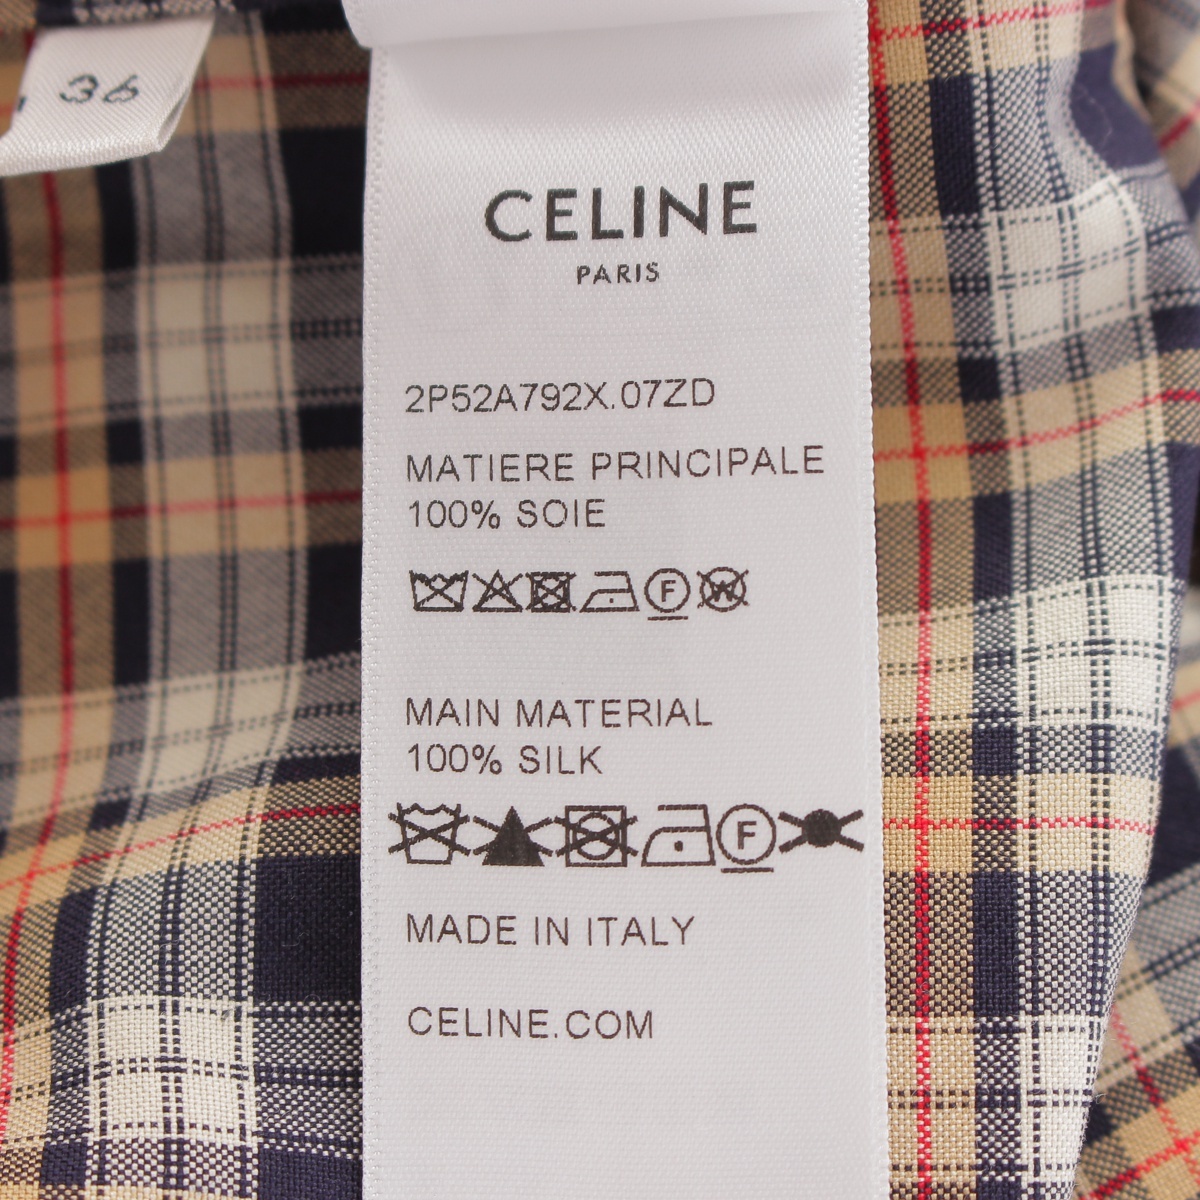 36
CELINE
PARIS
2P52A792X.07ZD
MATIERE PRINCIPALE
100% SOIE
F W
MAIN MATERIAL
100% SILK
F
MADE IN ITALY
CELINE.COM